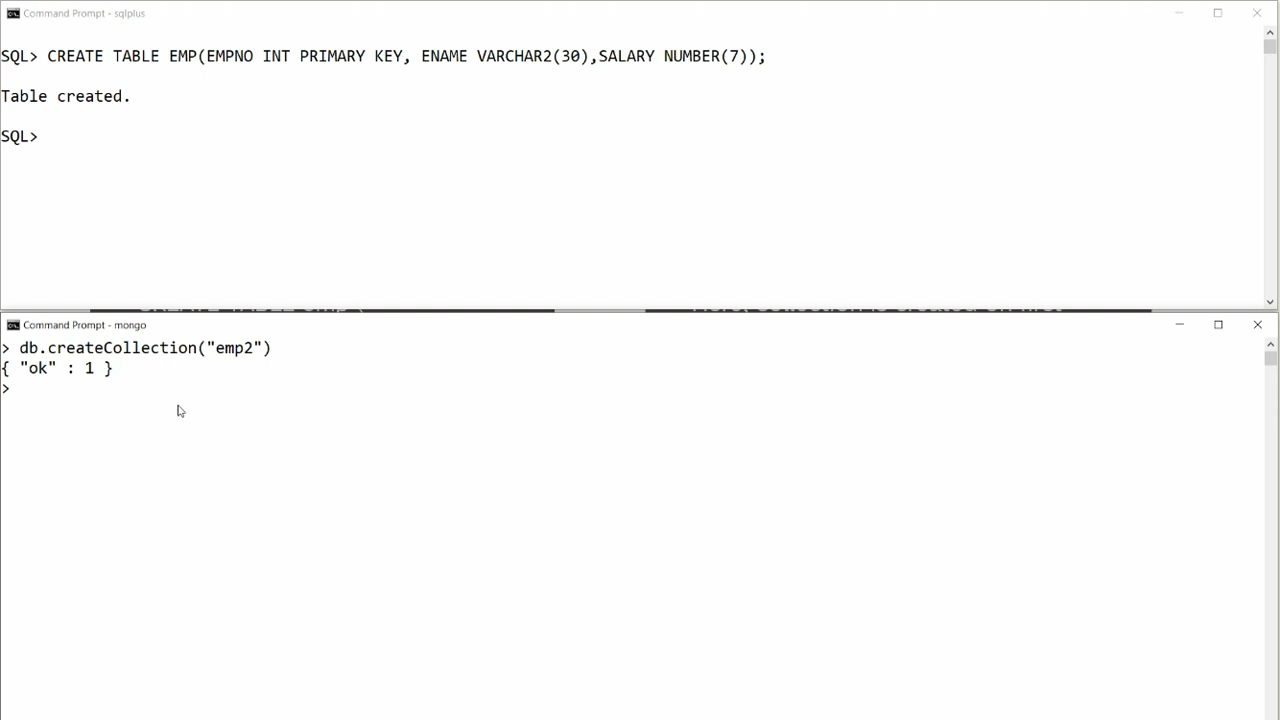 Command Prompt - sqlplus
SQL> CREATE TABLE EMP(EMPNO INT PRIMARY KEY, ENAME VARCHAR2(30),SALARY NUMBER(7));
Table created.
SQL>
Command Prompt - mongo
> db.createCollection("emp2")
{ "ok" : 1 }
>